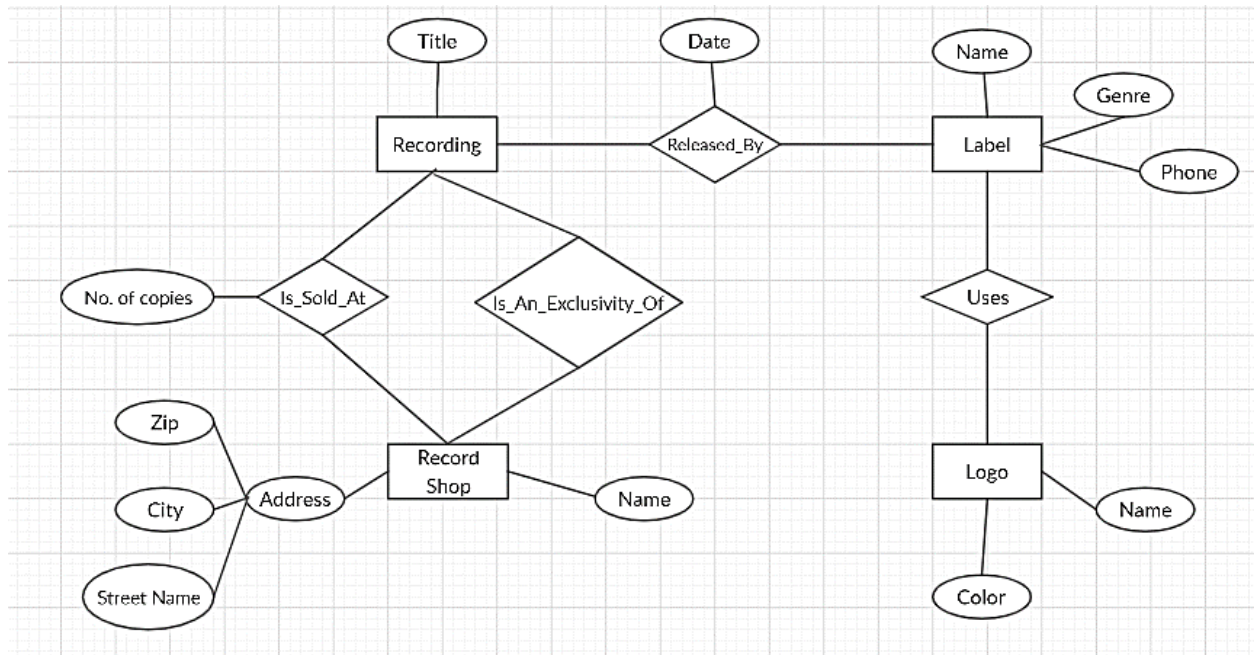 Title
Date
Name
Genre
Recording
Released_By
Label
Phone
No. of copies
Is_Sold_At
Is_An_Exclusivity_Of
Uses
Zip
Record
Shop
Logo
City
Address
Name
Name
Street Name
Color